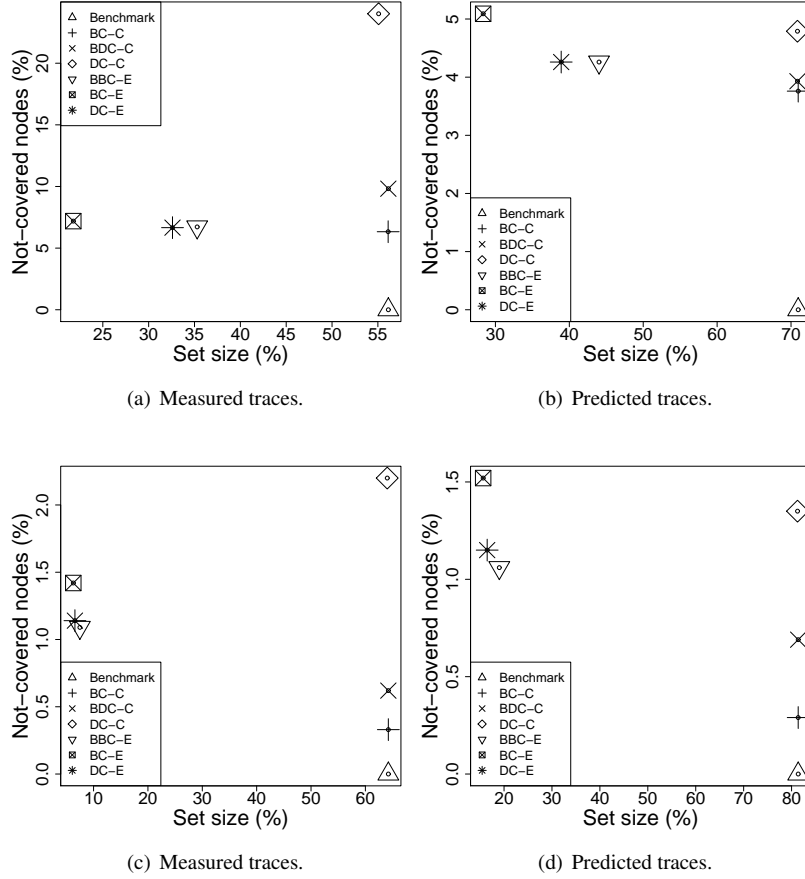 Not-covered nodes (%)
0 5 10 15 20
Benchmark
BC-C
BDC-C
DC-C
BBC-E
BC-E
DC-E
25 30 35 40 45 50 55
Set size (%)
(a) Measured traces.
Not-covered nodes (%)
0 1 2 3 4 5
Benchmark
BC-C
BDC-C
DC-C
BBC-E
BC-E
DC-E
30 40 50 60 70
Set size (%)
(b) Predicted traces.
Not-covered nodes (%)
0.0 0.5 1.0 1.5 2.0
Benchmark
BC-C
BDC-C
DC-C
BBC-E
BC-E
DC-E
10 20 30 40 50 60
Set size (%)
(c) Measured traces.
Not-covered nodes (%)
0.0 0.5 1.0 1.5
Benchmark
BC-C
BDC-C
DC-C
BBC-E
BC-E
DC-E
20 30 40 50 60 70 80
Set size (%)
(d) Predicted traces.